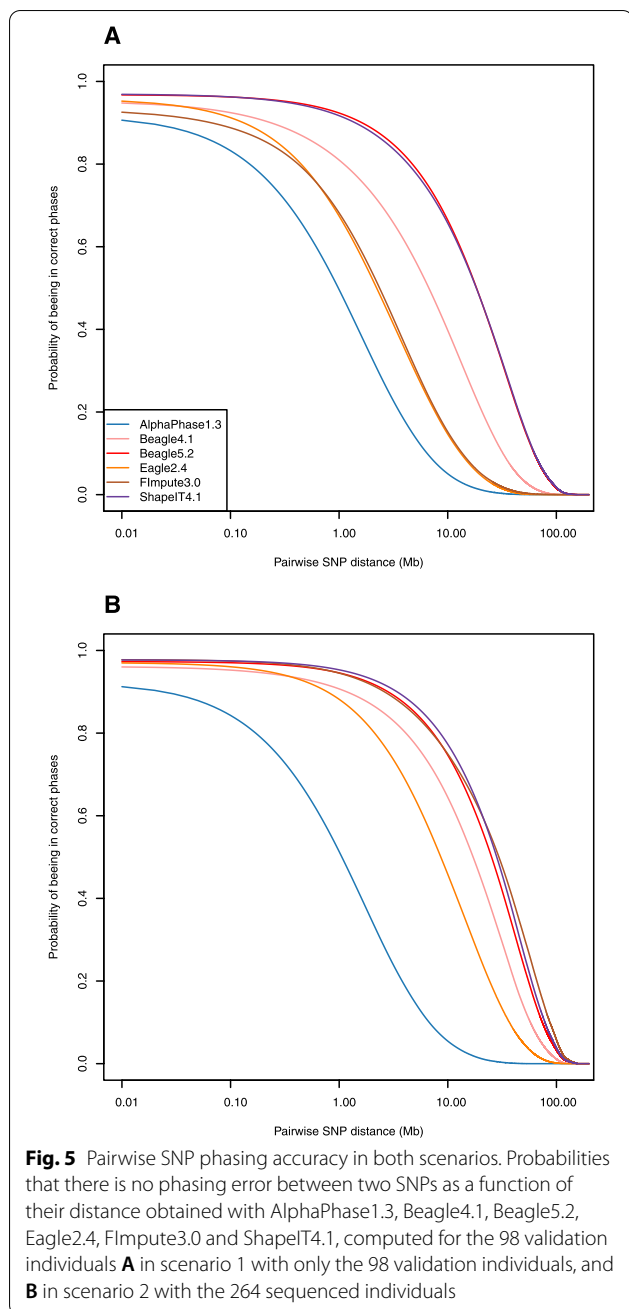 A
Probability of beeing in correct phases
1.0
0.8
0.6
0.4
0.2
0.0
AlphaPhase1.3
Beagle4.1
Beagle5.2
Eagle2.4
FImpute3.0
ShapeIT4.1
0.01 0.10 1.00 10.00 100.00
Pairwise SNP distance (Mb)
B
Probability of beeing in correct phases
1.0
0.8
0.6
0.4
0.2
0.0
0.01 0.10 1.00 10.00 100.00
Pairwise SNP distance (Mb)
Fig. 5 Pairwise SNP phasing accuracy in both scenarios. Probabilities
that there is no phasing error between two SNPs as a function of
their distance obtained with AlphaPhase1.3, Beagle4.1, Beagle5.2,
Eagle2.4, FImpute3.0 and ShapeIT4.1, computed for the 98 validation
individuals A in scenario 1 with only the 98 validation individuals, and
B in scenario 2 with the 264 sequenced individuals